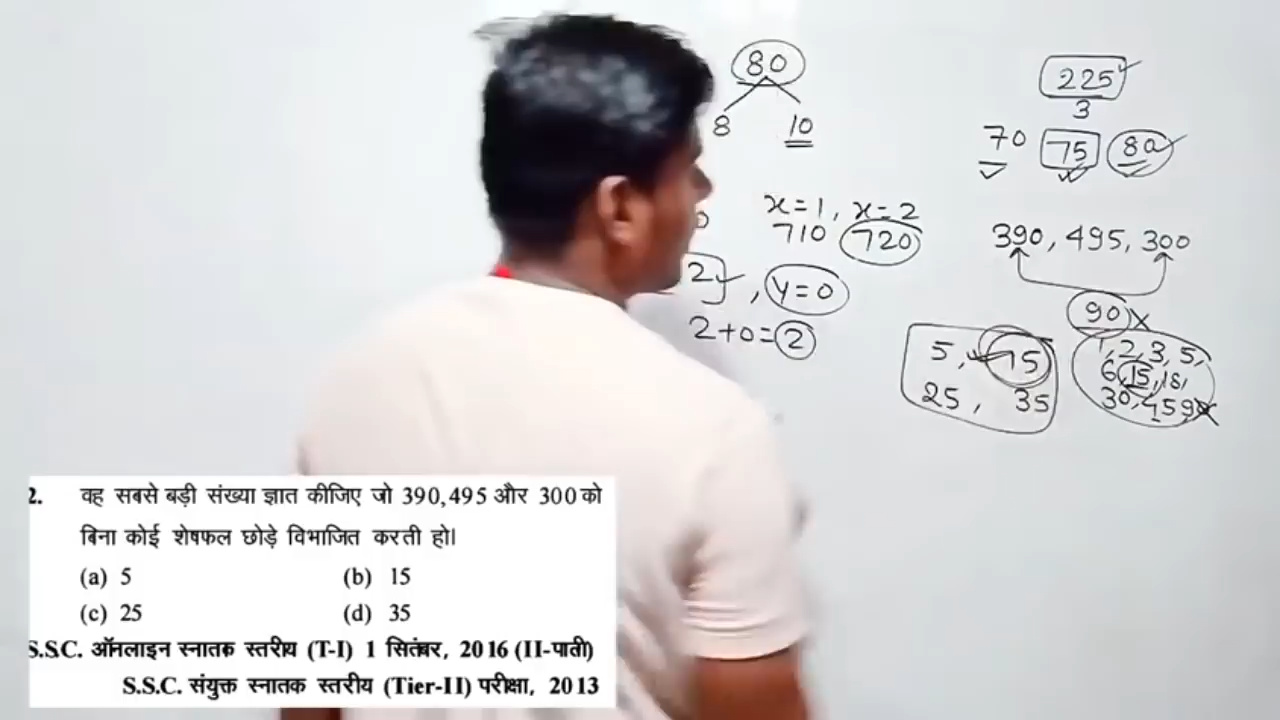 80
8 10
x=1, x=2
710 720
2 , y=0
2+0=2
225
3
70 75 80
390, 495, 300
90 x
5, 15
25, 35
1, 2, 3, 5,
6, 15, 18,
30, 45 90
2. वह सबसे बड़ी संख्या ज्ञात कीजिए जो 390,495 और 300 को
बिना कोई शेषफल छोड़े विभाजित करती हो।
(a) 5 (b) 15
(c) 25 (d) 35
S.S.C. ऑनलाइन स्नातक स्तरीय (T-I) 1 सितंबर, 2016 (II-पाली)
S.S.C. संयुक्त स्नातक स्तरीय (Tier-II) परीक्षा, 2013